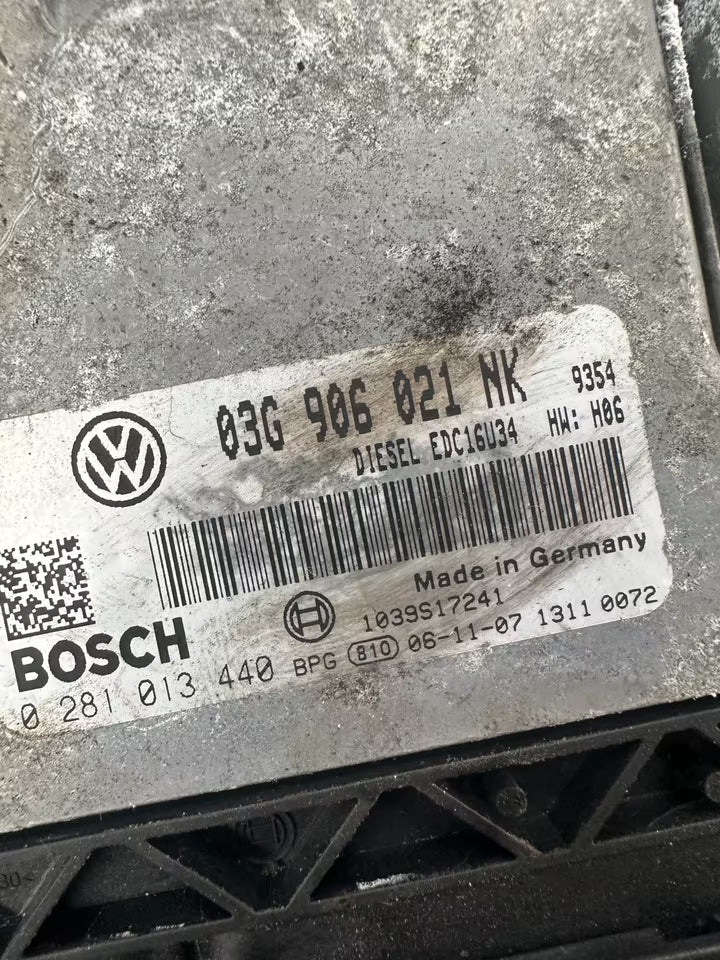 03G 906 021 NK 9354
DIESEL EDC16U34 HW: H06
Made in Germany
BOSCH
1039S17241
0 281 013 440 BPG 810 06-11-07 1311 0072